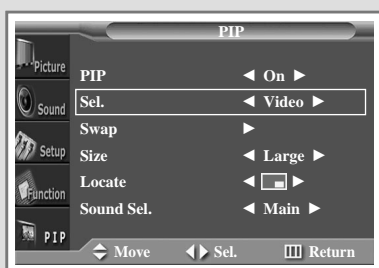 PIP
Picture
Sound
Setup
Function
PIP
PIP ◀ On ▶
Sel. ◀ Video ▶
Swap ▶
Size ◀ Large ▶
Locate ◀ ▶
Sound Sel. ◀ Main ▶
Move Sel. Return